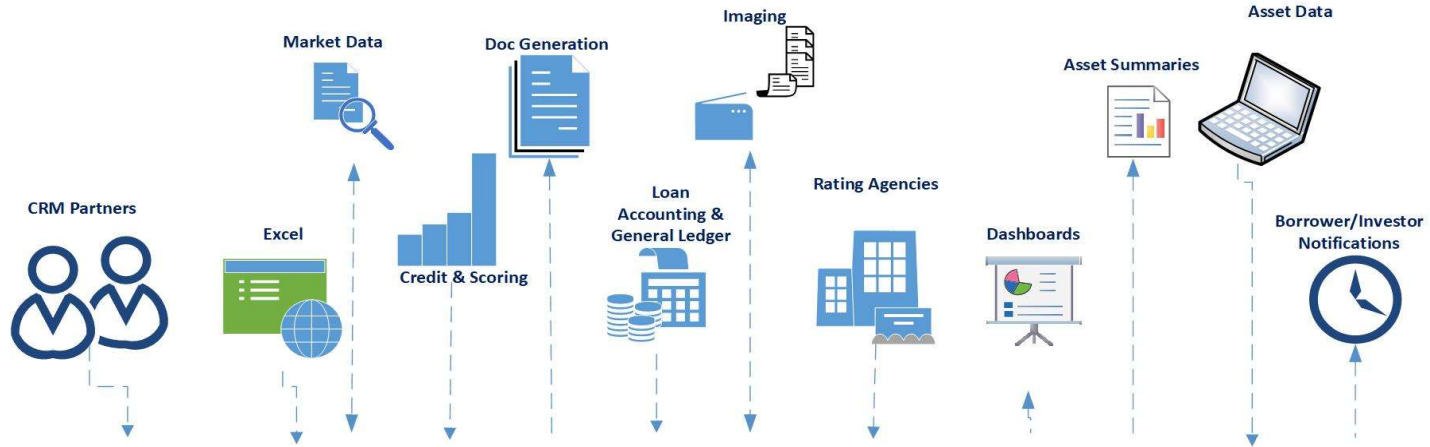 Imaging
Asset Data
Market Data
Doc Generation
Asset Summaries
CRM Partners
Excel
Credit & Scoring
Loan
Accounting &
General Ledger
Rating Agencies
Dashboards
Borrower/Investor
Notifications